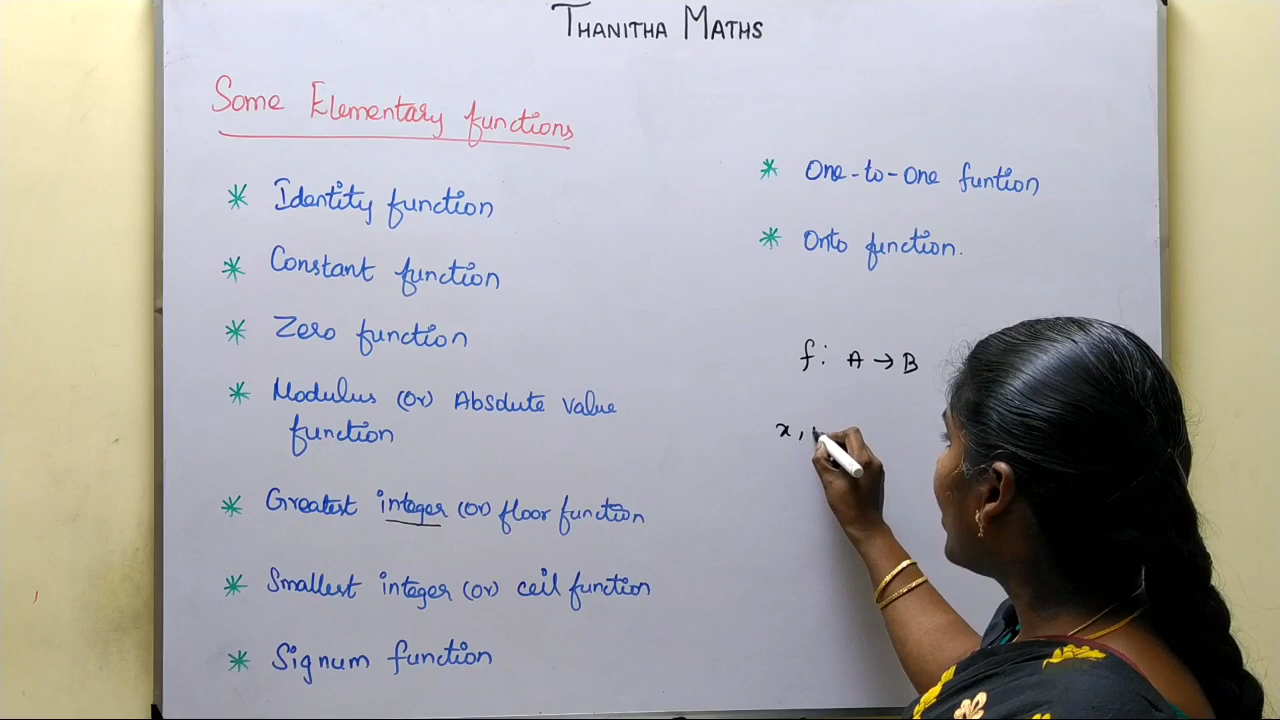 THANITHA MATHS
Some Elementary functions
* Identity function
* Constant function
* Zero function
* Modulus (or) Absolute value
function
* Greatest integer (or) floor function
* Smallest integer (or) ceil function
* Signum function
* One-to-One funtion
* Onto function.
f: A → B
x,